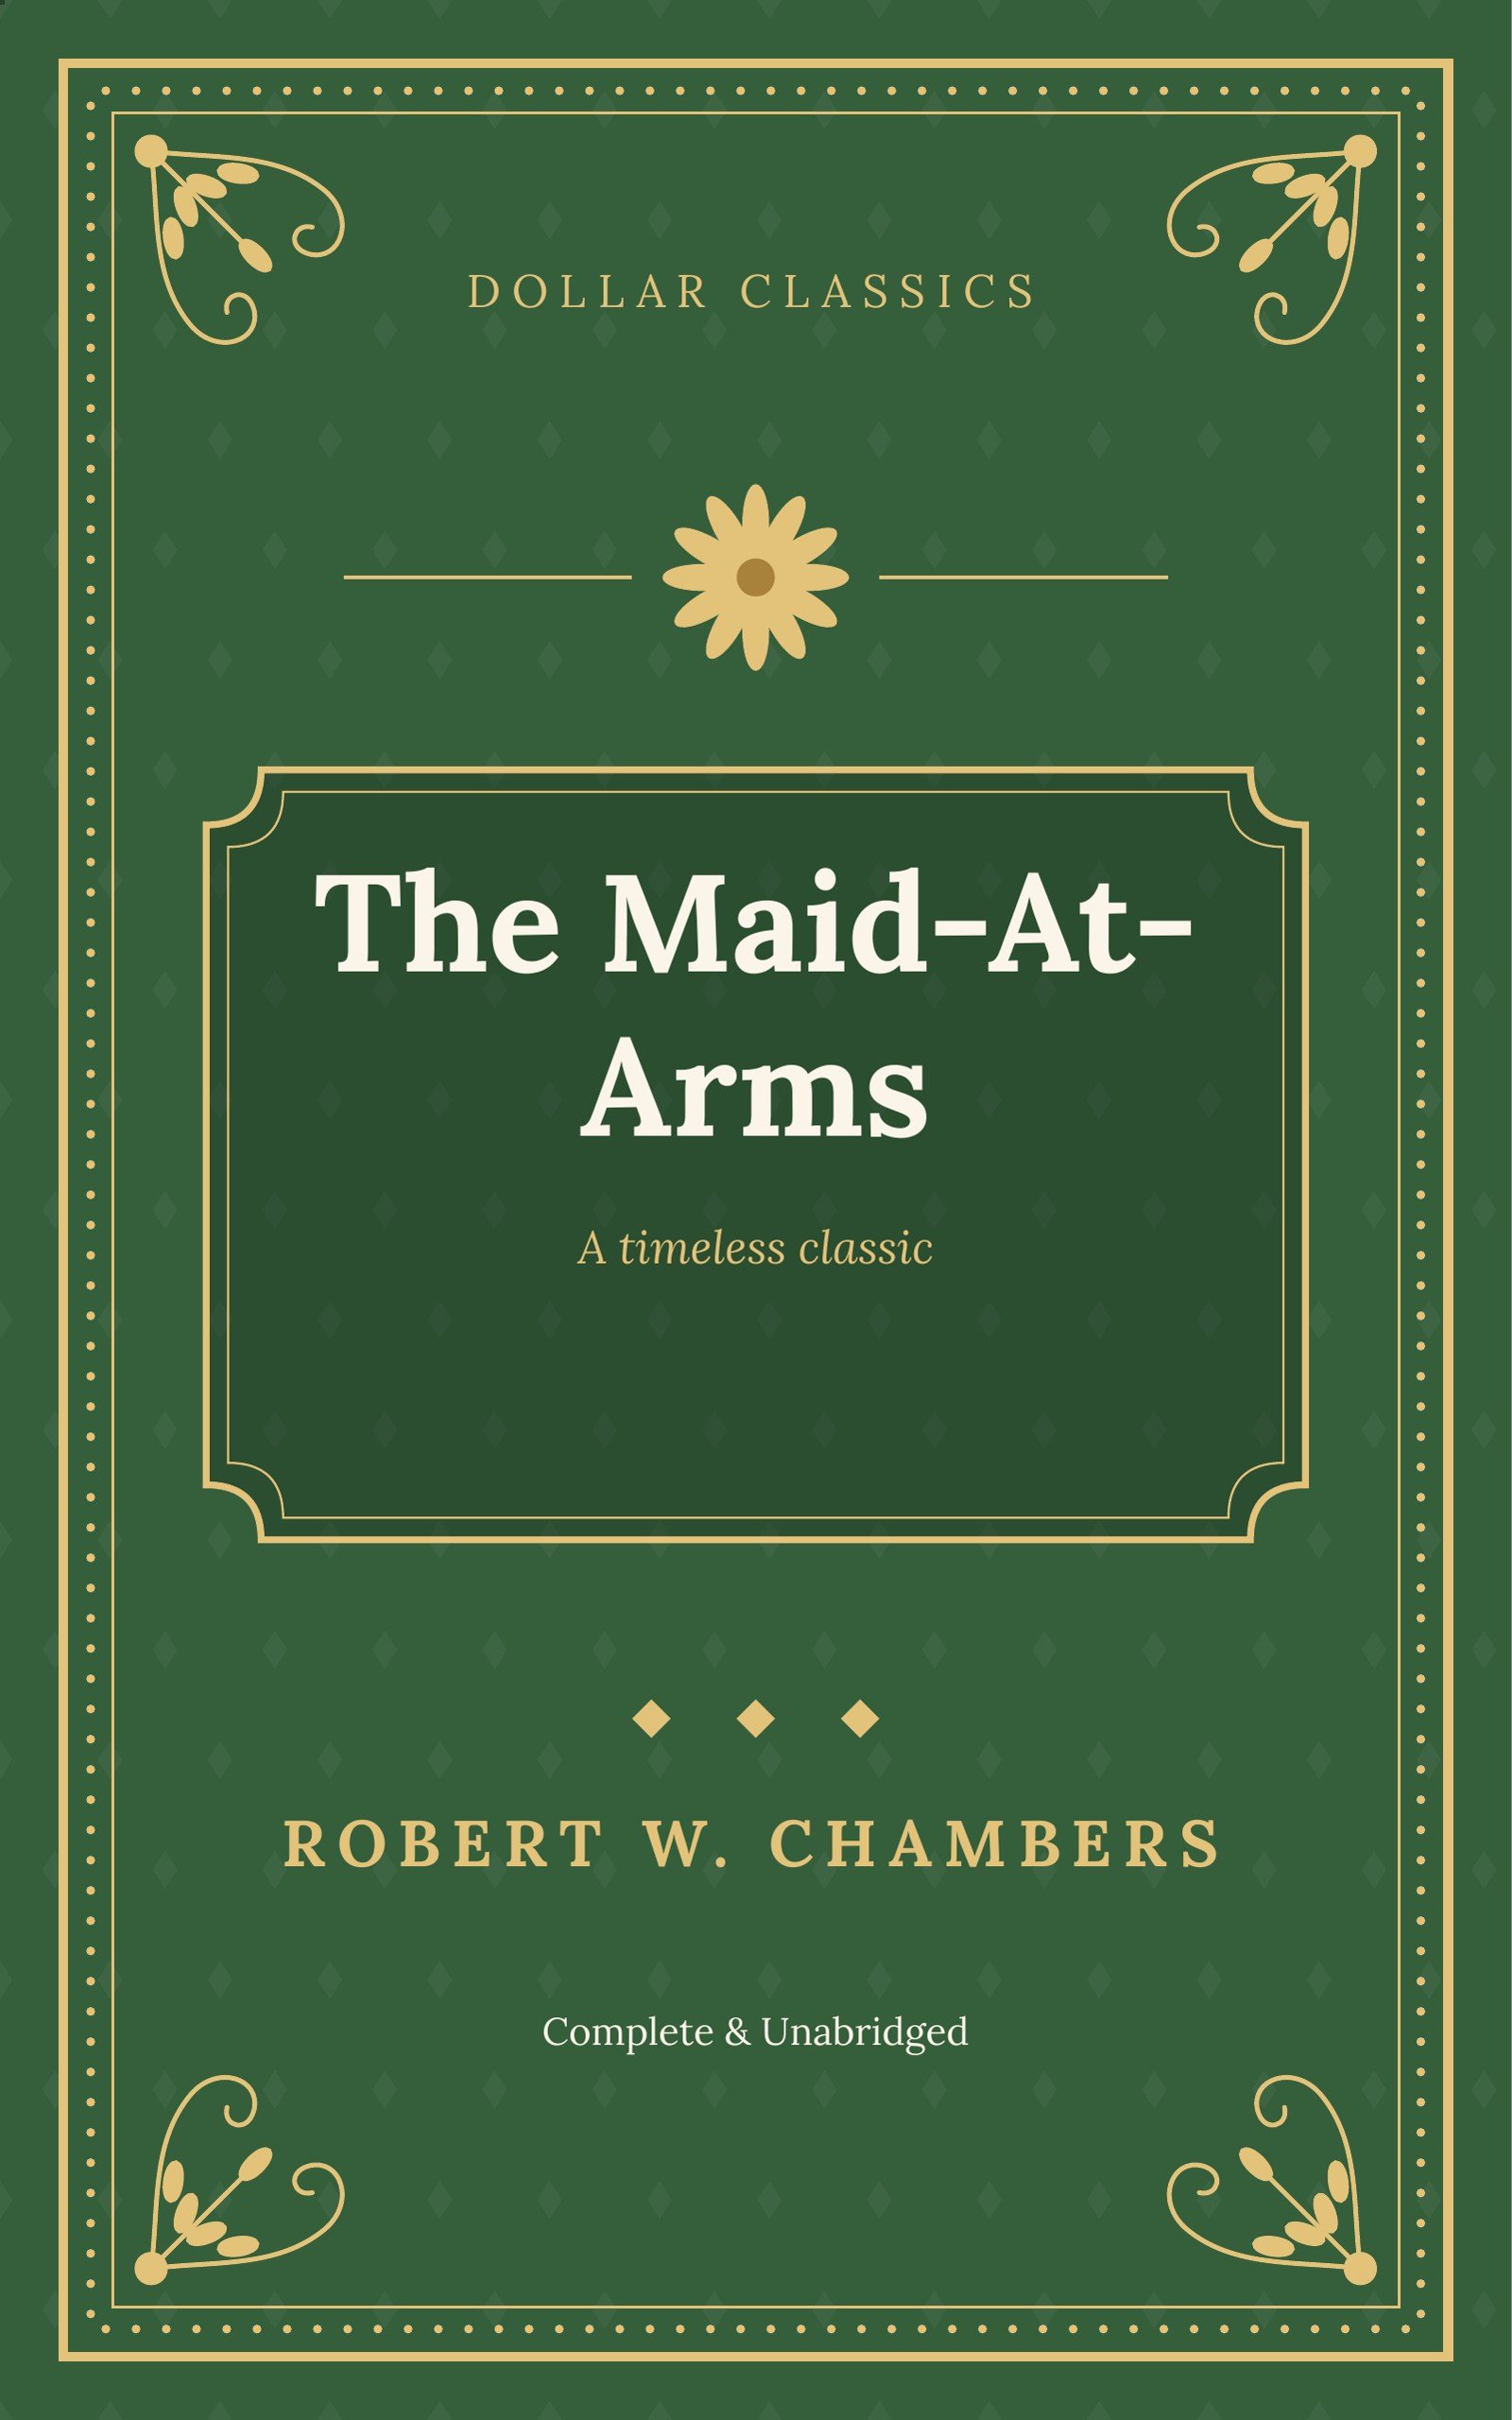 DOLLAR CLASSICS
The Maid-At-
Arms
A timeless classic
ROBERT W. CHAMBERS
Complete & Unabridged